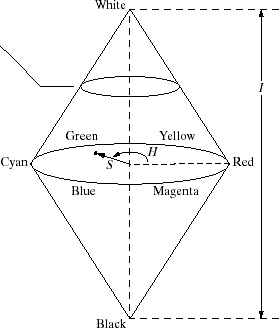 White
I
Green Yellow
Cyan H Red
S
Blue Magenta
Black